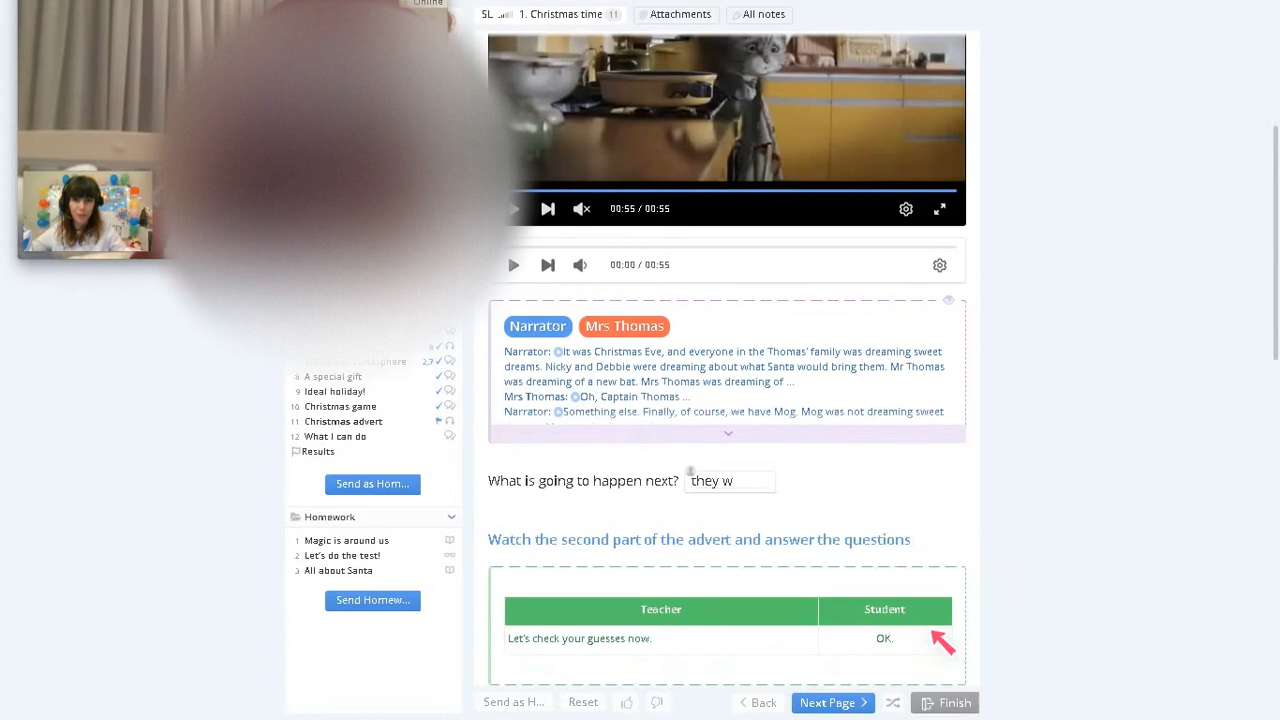 Online
SL 1. Christmas time 11 Attachments All notes
00:55 / 00:55
00:00 / 00:55
Narrator Mrs Thomas
Narrator: It was Christmas Eve, and everyone in the Thomas' family was dreaming sweet
dreams. Nicky and Debbie were dreaming about what Santa would bring them. Mr Thomas
was dreaming of a new bat. Mrs Thomas was dreaming of ...
Mrs Thomas: Oh, Captain Thomas ...
Narrator: Something else. Finally, of course, we have Mog. Mog was not dreaming sweet
8
2,7
8 A special gift
9 Ideal holiday!
10 Christmas game
11 Christmas advert
12 What I can do
Results
Send as Hom...
Homework
1 Magic is around us
2 Let's do the test!
3 All about Santa
Send Homew...
What is going to happen next? they w
Watch the second part of the advert and answer the questions
Teacher Student
Let's check your guesses now. OK.
Send as H... Reset Back Next Page Finish